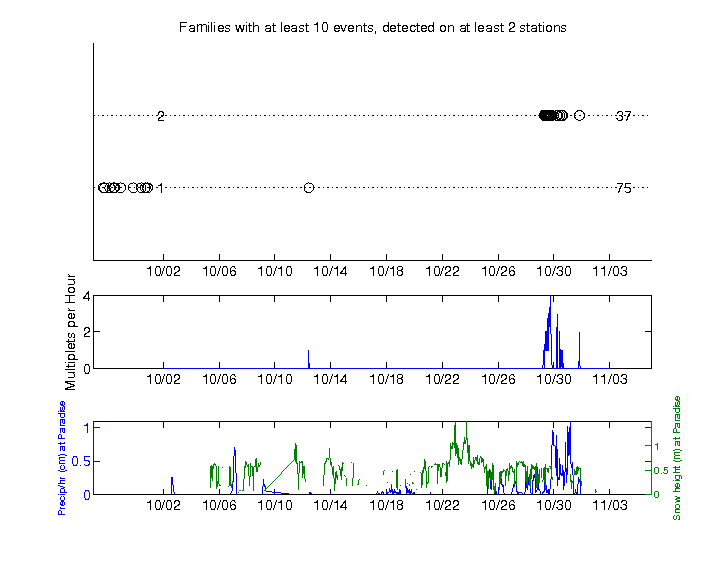 Families with at least 10 events, detected on at least 2 stations
2 37
1 75
10/02 10/06 10/10 10/14 10/18 10/22 10/26 10/30 11/03
Multiplets per Hour
4
2
0
10/02 10/06 10/10 10/14 10/18 10/22 10/26 10/30 11/03
Precip/hr (cm) at Paradise
1
0.5
0
Snow height (m) at Paradise
1
0.5
0
10/02 10/06 10/10 10/14 10/18 10/22 10/26 10/30 11/03